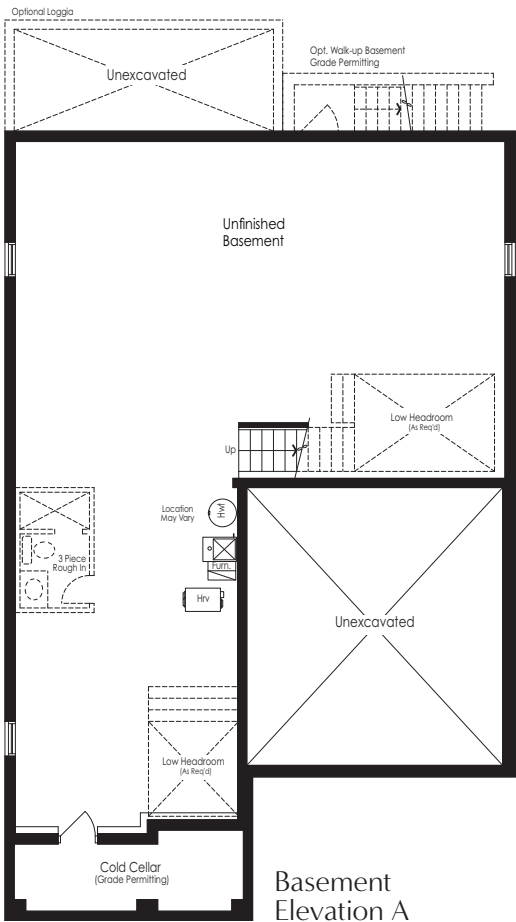 Optional Loggia
Unexcavated
Opt. Walk-up Basement
Grade Permitting
Unfinished
Basement
Low Headroom
(As Req'd)
Up
Location
May Vary
Hwt
3 Piece
Rough In
Furn.
Hrv
Unexcavated
Low Headroom
(As Req'd)
Cold Cellar
(Grade Permitting)
Basement
Elevation A